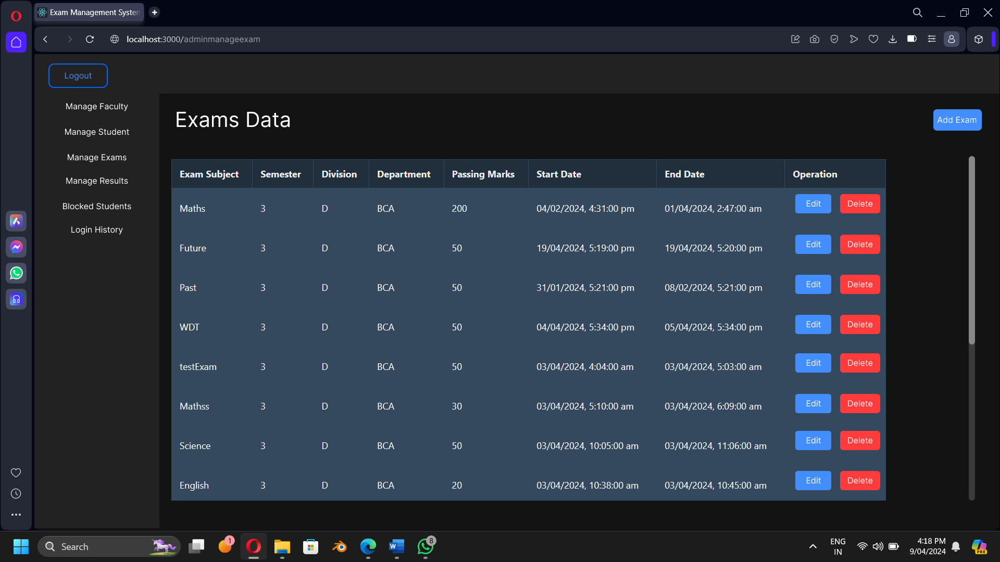 Exam Management System
localhost:3000/adminmanageexam
Logout
Manage Faculty
Manage Student
Manage Exams
Manage Results
Blocked Students
Login History
Exams Data
Add Exam
Exam Subject Semester Division Department Passing Marks Start Date End Date Operation
Maths 3 D BCA 200 04/02/2024, 4:31:00 pm 01/04/2024, 2:47:00 am Edit Delete
Future 3 D BCA 50 19/04/2024, 5:19:00 pm 19/04/2024, 5:20:00 pm Edit Delete
Past 3 D BCA 50 31/01/2024, 5:21:00 pm 08/02/2024, 5:21:00 pm Edit Delete
WDT 3 D BCA 50 04/04/2024, 5:34:00 pm 05/04/2024, 5:34:00 pm Edit Delete
testExam 3 D BCA 50 03/04/2024, 4:04:00 am 03/04/2024, 5:03:00 am Edit Delete
Mathss 3 D BCA 30 03/04/2024, 5:10:00 am 03/04/2024, 6:09:00 am Edit Delete
Science 3 D BCA 50 03/04/2024, 10:05:00 am 03/04/2024, 11:06:00 am Edit Delete
English 3 D BCA 20 03/04/2024, 10:38:00 am 03/04/2024, 10:45:00 am Edit Delete
Search
1
W
8
ENG
IN
4:18 PM
9/04/2024
PRE